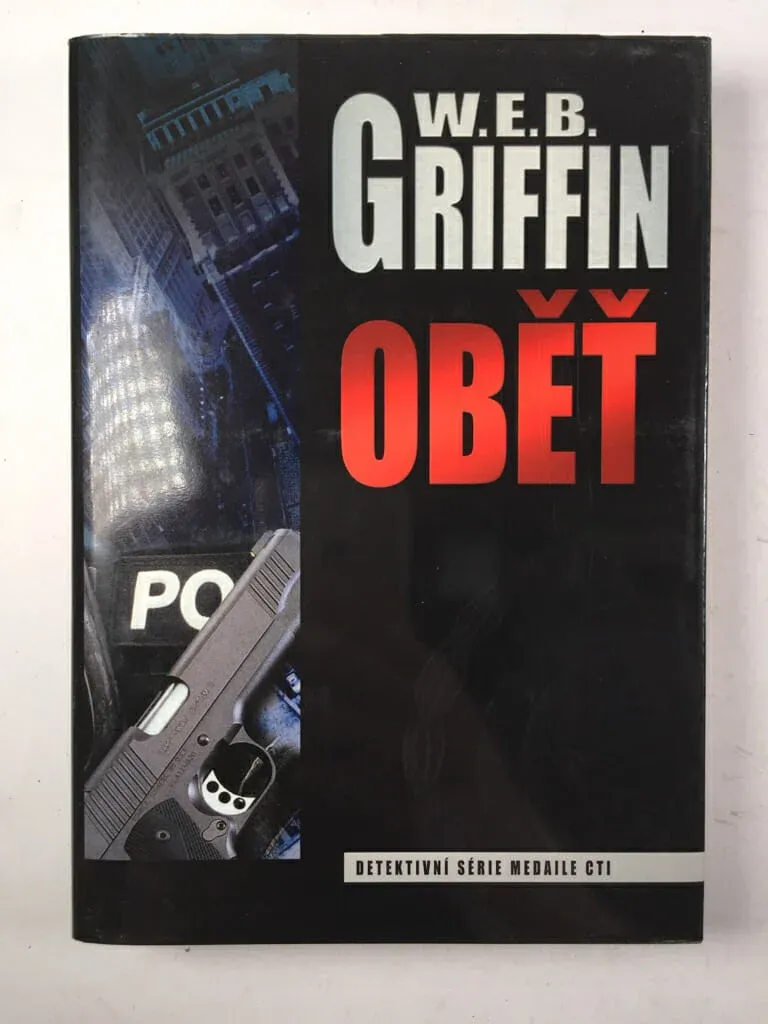 W.E.B.
GRIFFIN
OBĚŤ
PO
DETEKTIVNÍ SÉRIE MEDAILE CTI